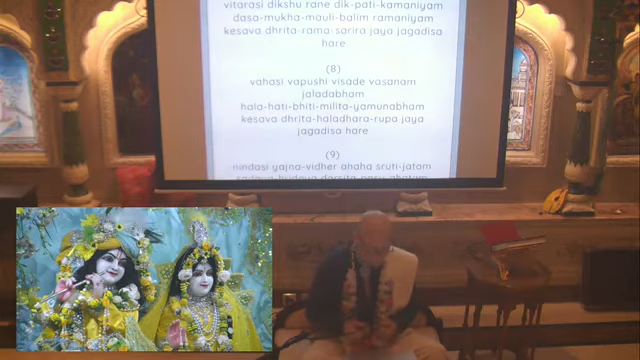 vitarasi dikshu rane dik-pati-kamaniyam
dasa-mukha-mauli-balim ramaniyam
kesava dhrita-rama-sarira jaya jagadisa
hare
(8)
vahasi vapushi visade vasanam
jaladabham
hala-hati-bhiti-milita-yamunabham
kesava dhrita-haladhara-rupa jaya
jagadisa hare
(9)
nindasi yajna-vidher ahaha sruti-jatam